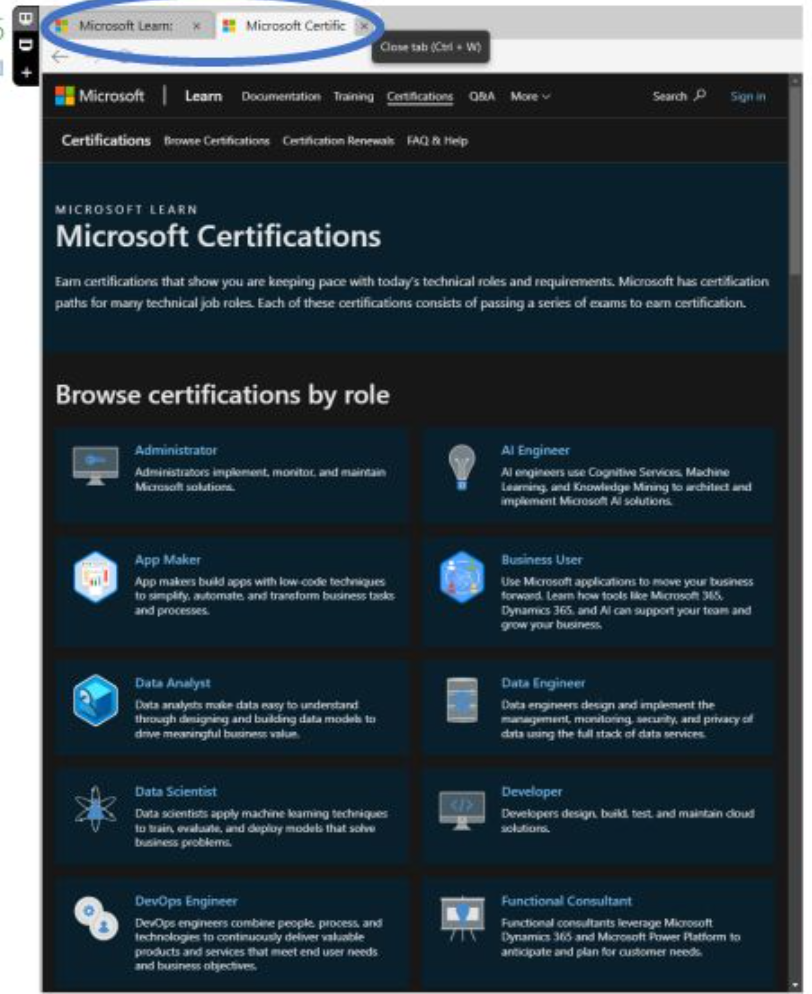 Microsoft Learn: × Microsoft Certific ×
Close tab (Ctrl + W)
Microsoft | Learn Documentation Training Certifications Q&A More Search Sign in
Certifications Browse Certifications Certification Renewals FAQ & Help
MICROSOFT LEARN
Microsoft Certifications
Earn certifications that show you are keeping pace with today's technical roles and requirements. Microsoft has certification
paths for many technical job roles. Each of these certifications consists of passing a series of exams to earn certification.
Browse certifications by role
Administrator
Administrators implement, monitor, and maintain
Microsoft solutions.
AI Engineer
AI engineers use Cognitive Services, Machine
Learning, and Knowledge Mining to architect and
implement Microsoft AI solutions.
App Maker
App makers build apps with low-code techniques
to simplify, automate, and transform business tasks
and processes.
Business User
Use Microsoft applications to move your business
forward. Learn how tools like Microsoft 365,
Dynamics 365, and AI can support your team and
grow your business.
Data Analyst
Data analysts make data easy to understand
through designing and building data models to
drive meaningful business value.
Data Engineer
Data engineers design and implement the
management, monitoring, security, and privacy of
data using the full stack of data services.
Data Scientist
Data scientists apply machine learning techniques
to train, evaluate, and deploy models that solve
business problems.
Developer
Developers design, build, test, and maintain cloud
solutions.
DevOps Engineer
DevOps engineers combine people, process, and
technologies to continuously deliver valuable
products and services that meet end user needs
and business objectives.
Functional Consultant
Functional consultants leverage Microsoft
Dynamics 365 and Microsoft Power Platform to
anticipate and plan for customer needs.